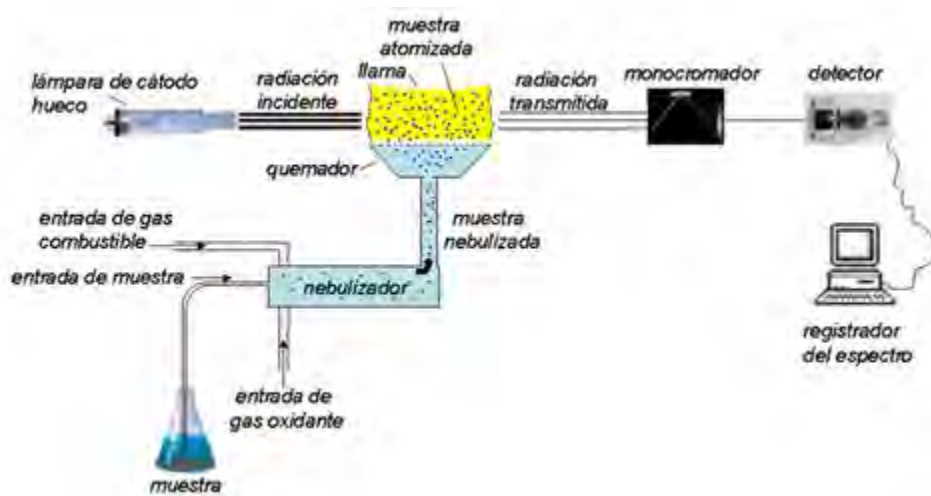 muestra
atomizada
llama
lámpara de cátodo
hueco
radiación
incidente
radiación
transmitida
monocromador
detector
quemador
entrada de gas
combustible
muestra
nebulizada
entrada de muestra
nebulizador
registrador
del espectro
entrada de
gas oxidante
muestra